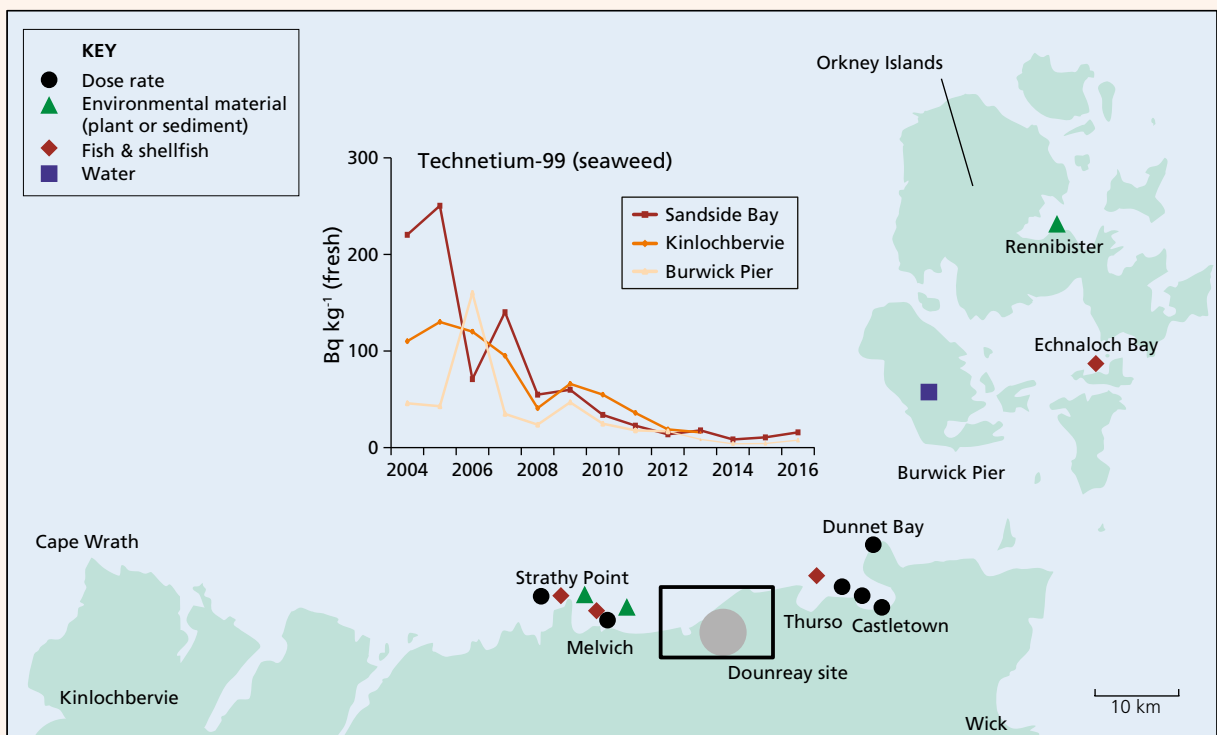 KEY
Dose rate
Environmental material
(plant or sediment)
Fish & shellfish
Water
Orkney Islands
Technetium-99 (seaweed)
Bq kg⁻¹ (fresh)
300
200
100
0
2004 2006 2008 2010 2012 2014 2016
Sandside Bay
Kinlochbervie
Burwick Pier
Rennibister
Echnaloch Bay
Burwick Pier
Dunnet Bay
Cape Wrath
Strathy Point
Thurso
Castletown
Melvich
Dounreay site
Kinlochbervie
10 km
Wick